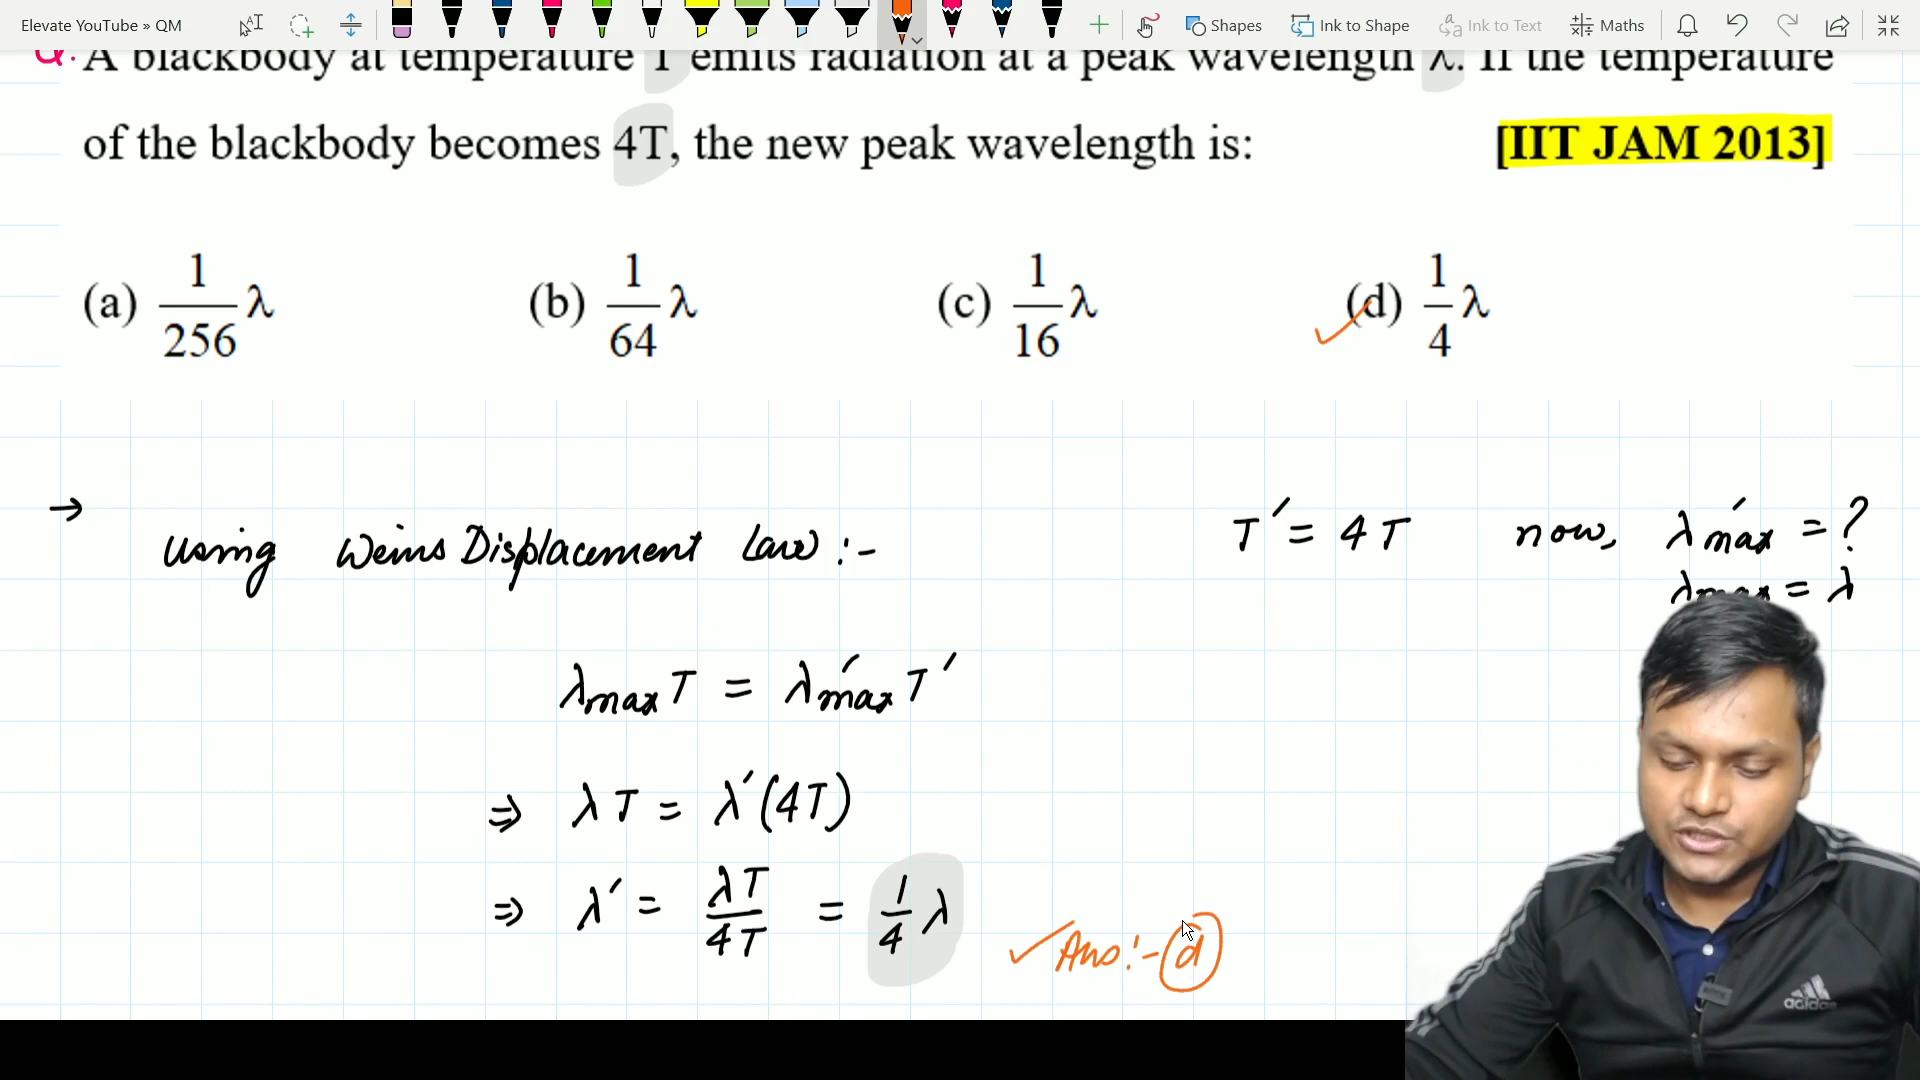 Elevate YouTube » QM
Shapes
Ink to Shape
Ink to Text
Maths
Q. A blackbody at temperature T emits radiation at a peak wavelength λ. If the temperature
of the blackbody becomes 4T, the new peak wavelength is: [IIT JAM 2013]
(a) 1/256 λ (b) 1/64 λ (c) 1/16 λ (d) 1/4 λ
→ Using Weins Displacement Law :-
T′ = 4T now, λ′max = ?
λmax = λ
λmax T = λ′max T′
⇒ λT = λ′(4T)
⇒ λ′ = λT/4T = 1/4 λ
✓ Ans:- (d)
adidas